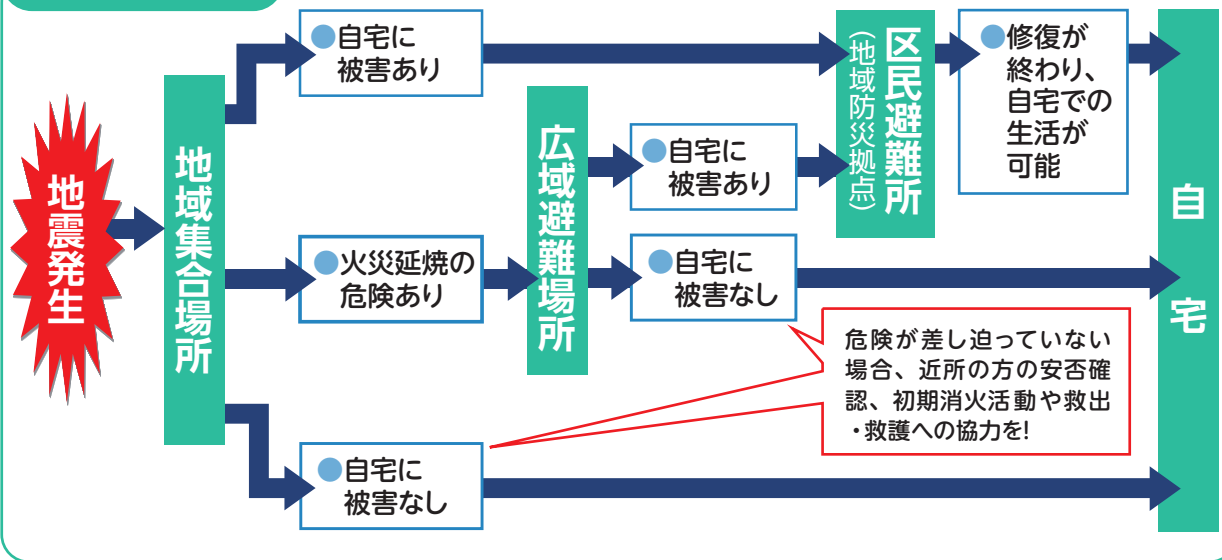 地震発生
地域集合場所
●自宅に
被害あり
●火災延焼の
危険あり
●自宅に
被害なし
広域避難場所
●自宅に
被害あり
●自宅に
被害なし
区民避難所
(地域防災拠点)
●修復が
終わり、
自宅での
生活が
可能
危険が差し迫っていない
場合、近所の方の安否確
認、初期消火活動や救出
・救護への協力を!
自宅